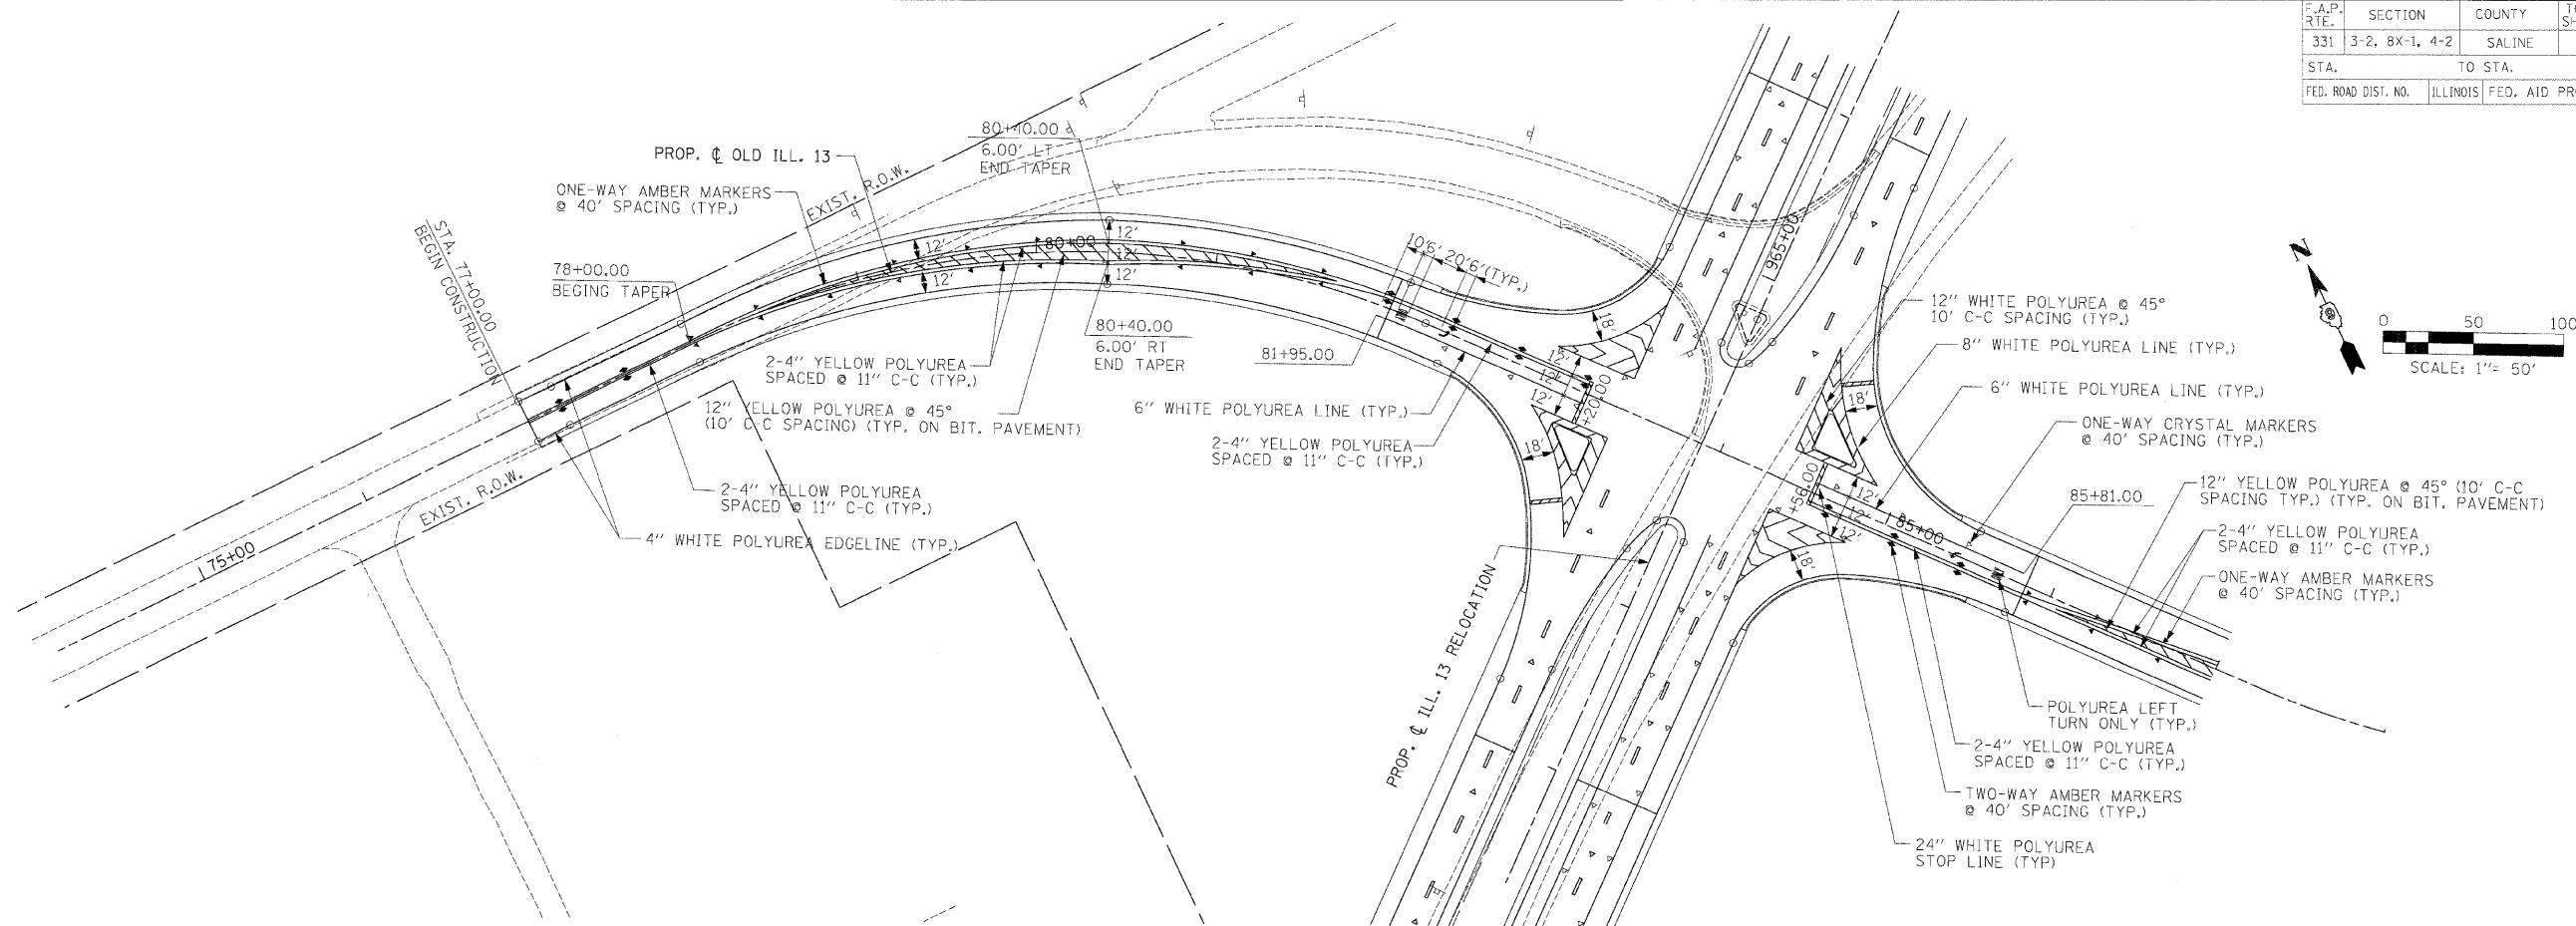 F.A.P. RTE.
SECTION
COUNTY
331
3-2, 8X-1, 4-2
SALINE
STA.
TO STA.
FED. ROAD DIST. NO.
ILLINOIS
FED. AID
80+40.00
6.00' LT
END TAPER
PROP. ℄ OLD ILL. 13
ONE-WAY AMBER MARKERS
@ 40' SPACING (TYP.)
EXIST. R.O.W.
STA. 77+00.00
BEGIN CONSTRUCTION
78+00.00
BEGING TAPER
12'
12'
80+00
12'
12'
12'
10'
6'
20'
6'
(TYP.)
965+00
N
0
50
100
SCALE: 1"= 50'
80+40.00
6.00' RT
END TAPER
81+95.00
18'
12'
12'
12'
+20.00
18'
2-4" YELLOW POLYUREA
SPACED @ 11" C-C (TYP.)
12" YELLOW POLYUREA @ 45°
(10' C-C SPACING) (TYP. ON BIT. PAVEMENT)
6" WHITE POLYUREA LINE (TYP.)
2-4" YELLOW POLYUREA
SPACED @ 11" C-C (TYP.)
2-4" YELLOW POLYUREA
SPACED @ 11" C-C (TYP.)
4" WHITE POLYUREA EDGELINE (TYP.)
EXIST. R.O.W.
75+00
PROP. ℄ ILL. 13 RELOCATION
12" WHITE POLYUREA @ 45°
10' C-C SPACING (TYP.)
8" WHITE POLYUREA LINE (TYP.)
6" WHITE POLYUREA LINE (TYP.)
18'
ONE-WAY CRYSTAL MARKERS
@ 40' SPACING (TYP.)
+56.00
12'
12'
12'
18'
85+00
85+81.00
12" YELLOW POLYUREA @ 45° (10' C-C
SPACING TYP.) (TYP. ON BIT. PAVEMENT)
2-4" YELLOW POLYUREA
SPACED @ 11" C-C (TYP.)
ONE-WAY AMBER MARKERS
@ 40' SPACING (TYP.)
POLYUREA LEFT
TURN ONLY (TYP.)
2-4" YELLOW POLYUREA
SPACED @ 11" C-C (TYP.)
TWO-WAY AMBER MARKERS
@ 40' SPACING (TYP.)
24" WHITE POLYUREA
STOP LINE (TYP)